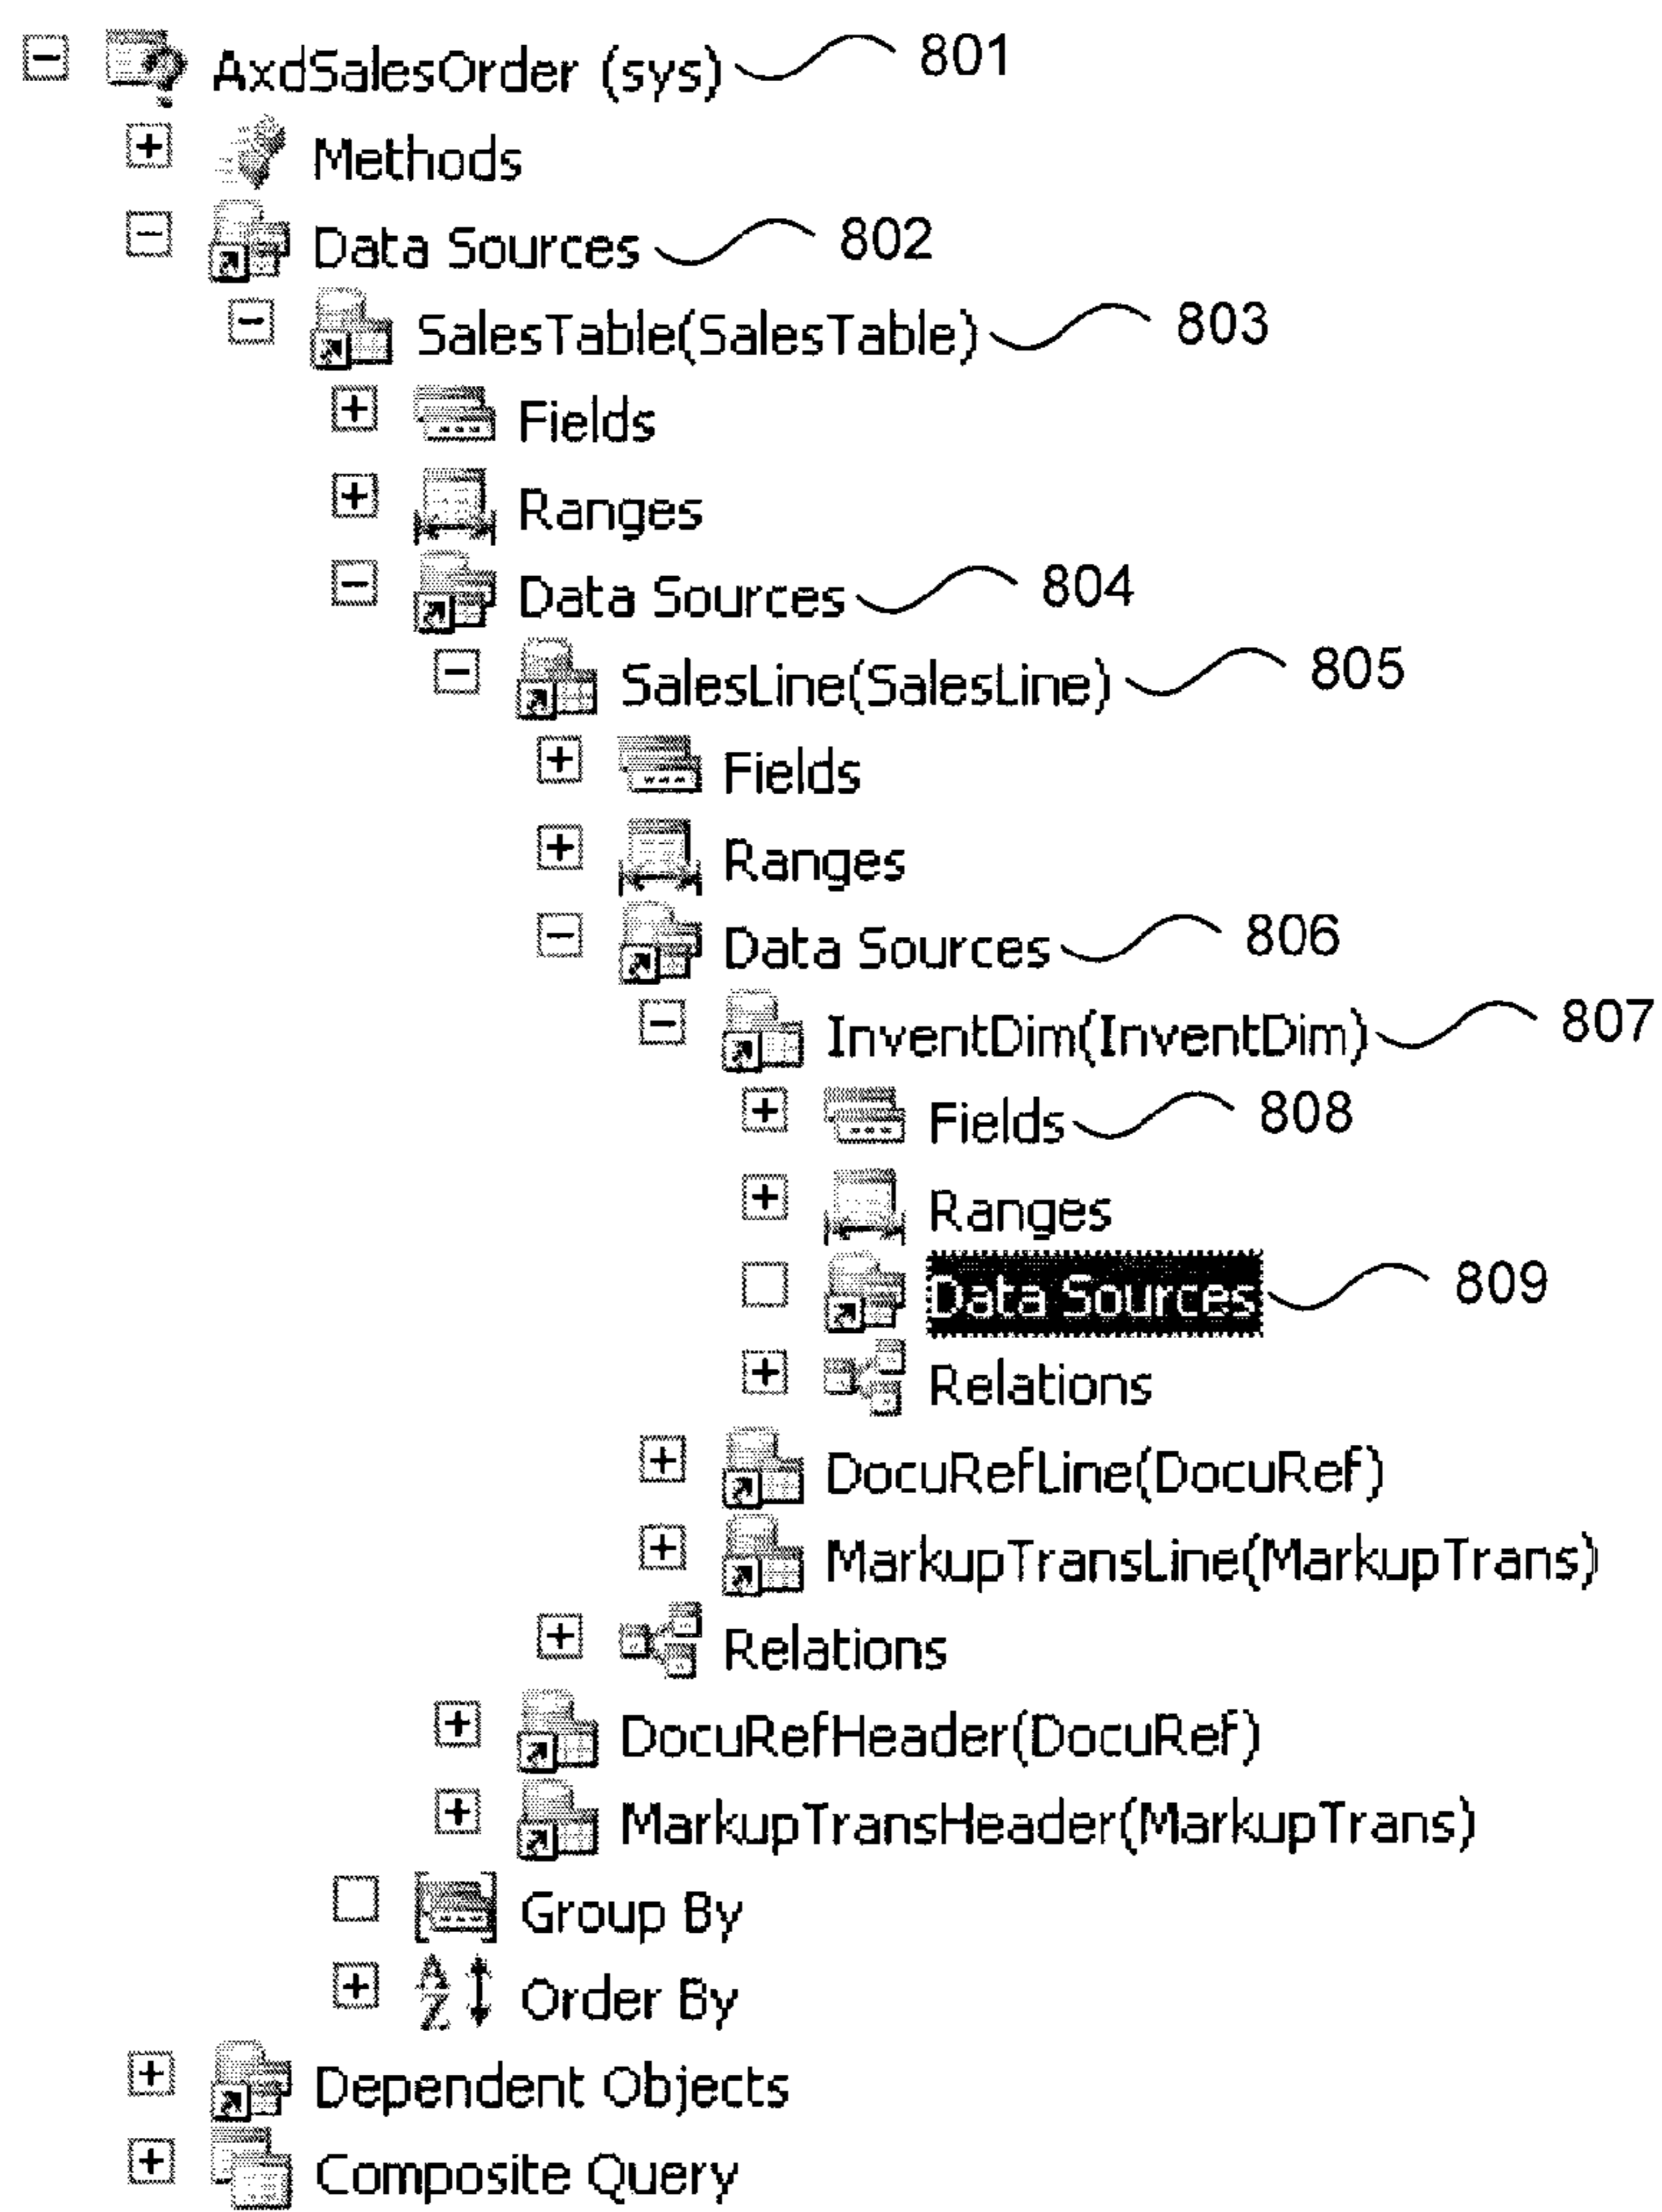 AxdSalesOrder (sys) 801
Methods
Data Sources 802
SalesTable(SalesTable) 803
Fields
Ranges
Data Sources 804
SalesLine(SalesLine) 805
Fields
Ranges
Data Sources 806
InventDim(InventDim) 807
Fields 808
Ranges
Data Sources 809
Relations
DocuRefLine(DocuRef)
MarkupTransLine(MarkupTrans)
Relations
DocuRefHeader(DocuRef)
MarkupTransHeader(MarkupTrans)
Group By
Order By
Dependent Objects
Composite Query